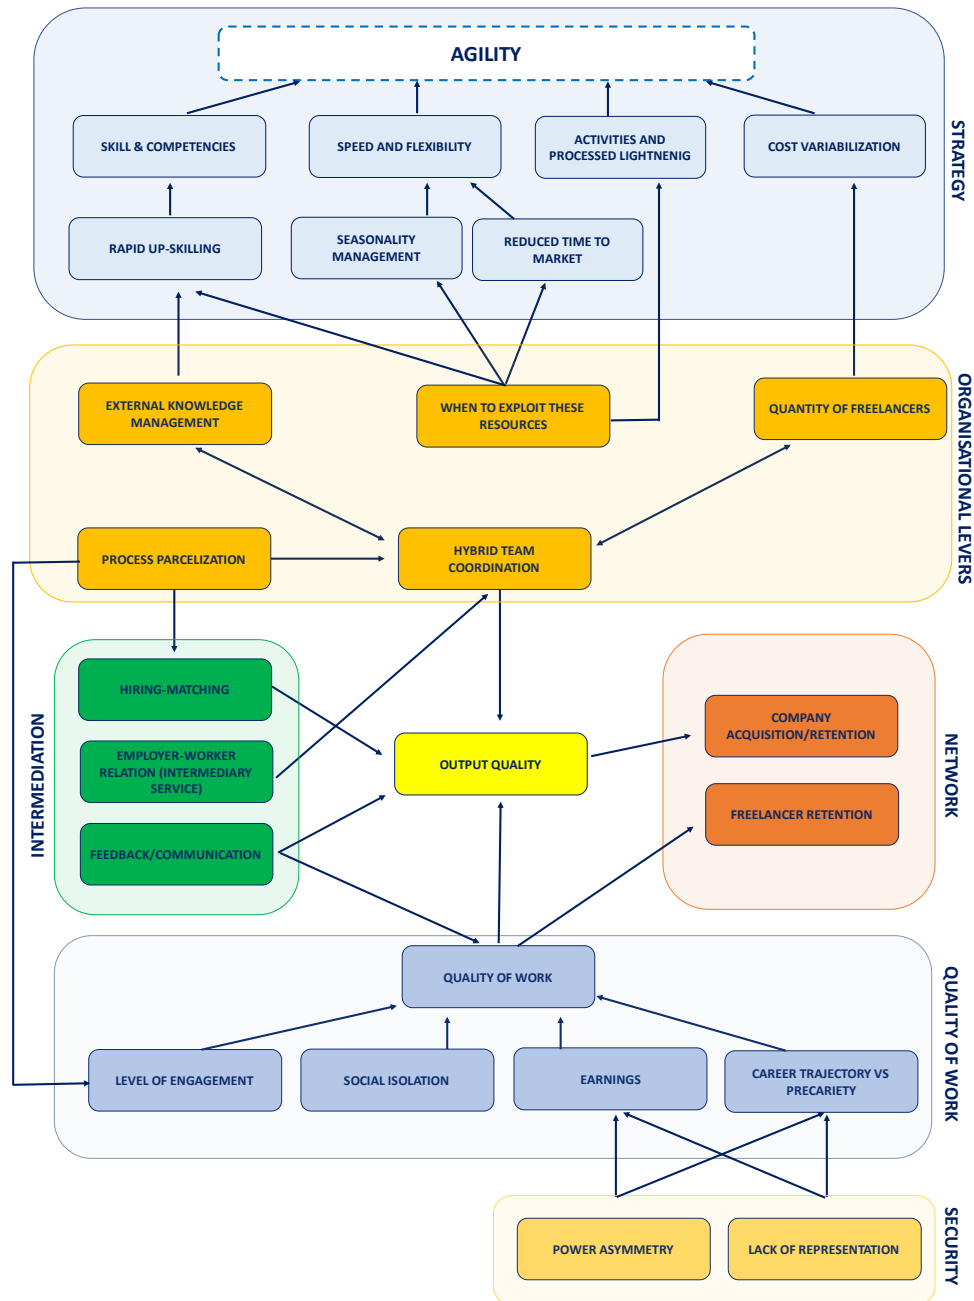 AGILITY
SKILL & COMPETENCIES
SPEED AND FLEXIBILITY
ACTIVITIES AND
PROCESSED LIGHTNENIG
COST VARIABILIZATION
RAPID UP-SKILLING
SEASONALITY
MANAGEMENT
REDUCED TIME TO
MARKET
STRATEGY
EXTERNAL KNOWLEDGE
MANAGEMENT
WHEN TO EXPLOIT THESE
RESOURCES
QUANTITY OF FREELANCERS
PROCESS PARCELIZATION
HYBRID TEAM
COORDINATION
ORGANISATIONAL LEVERS
INTERMEDIATION
HIRING-MATCHING
EMPLOYER-WORKER
RELATION (INTERMEDIARY
SERVICE)
FEEDBACK/COMMUNICATION
OUTPUT QUALITY
COMPANY
ACQUISITION/RETENTION
FREELANCER RETENTION
NETWORK
QUALITY OF WORK
LEVEL OF ENGAGEMENT
SOCIAL ISOLATION
EARNINGS
CAREER TRAJECTORY VS
PRECARIETY
QUALITY OF WORK
POWER ASYMMETRY
LACK OF REPRESENTATION
SECURITY